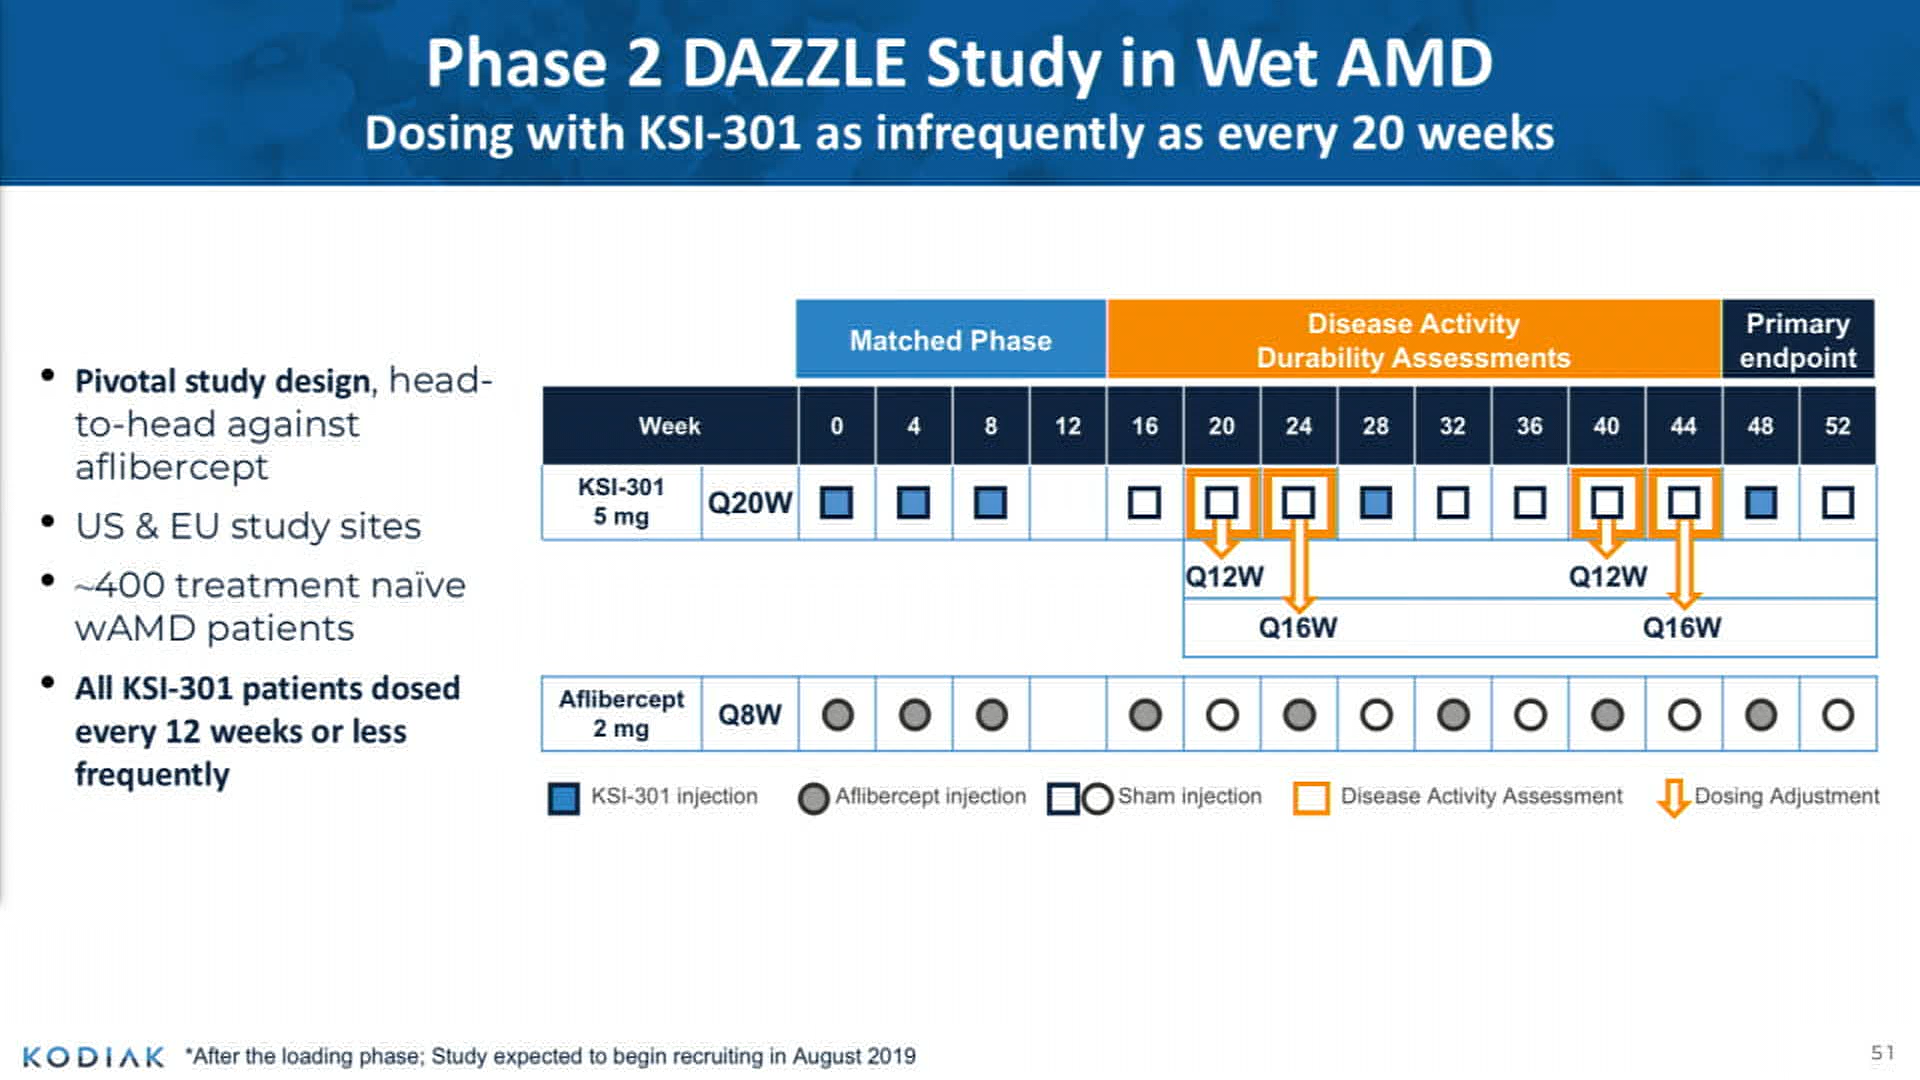 Phase 2 DAZZLE Study in Wet AMD
Dosing with KSI-301 as infrequently as every 20 weeks
• Pivotal study design, head-
to-head against
aflibercept
• US & EU study sites
• ~400 treatment naïve
wAMD patients
• All KSI-301 patients dosed
every 12 weeks or less
frequently
Matched Phase
Disease Activity
Durability Assessments
Primary
endpoint
Week 0 4 8 12 16 20 24 28 32 36 40 44 48 52
KSI-301
5 mg
Q20W
Q12W Q12W
Q16W Q16W
Aflibercept
2 mg
Q8W
KSI-301 injection Aflibercept injection Sham injection Disease Activity Assessment Dosing Adjustment
KODIAK *After the loading phase; Study expected to begin recruiting in August 2019
51